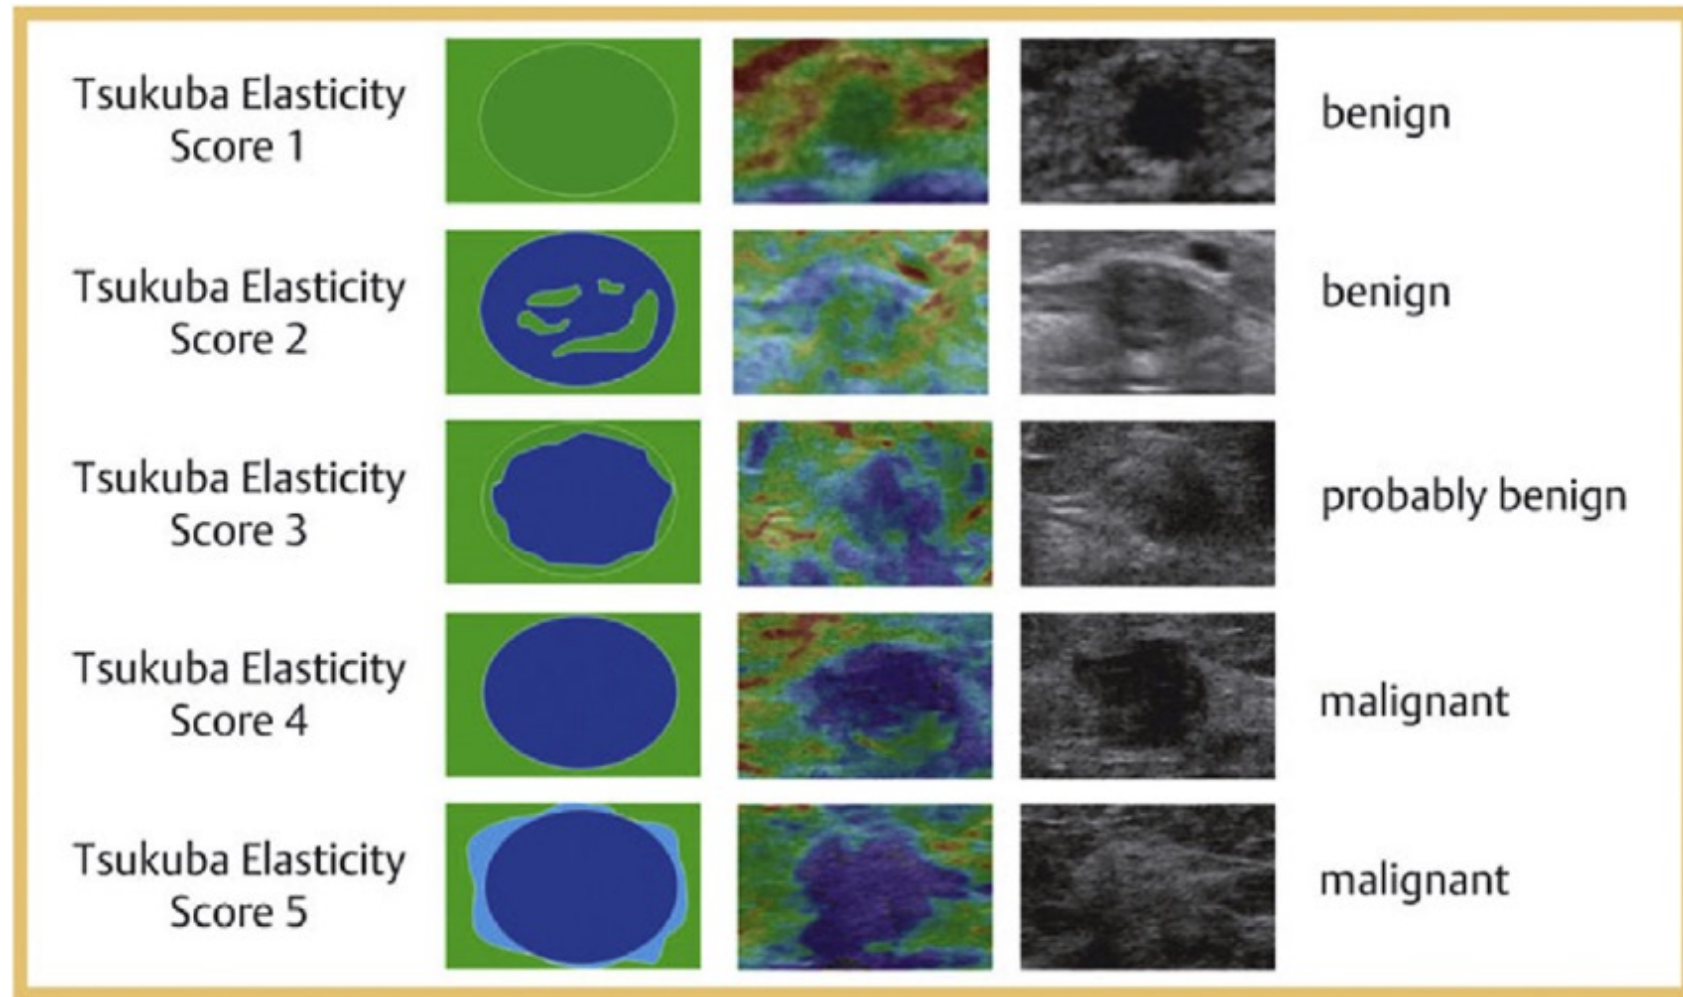 Tsukuba Elasticity
Score 1
benign
Tsukuba Elasticity
Score 2
benign
Tsukuba Elasticity
Score 3
probably benign
Tsukuba Elasticity
Score 4
malignant
Tsukuba Elasticity
Score 5
malignant